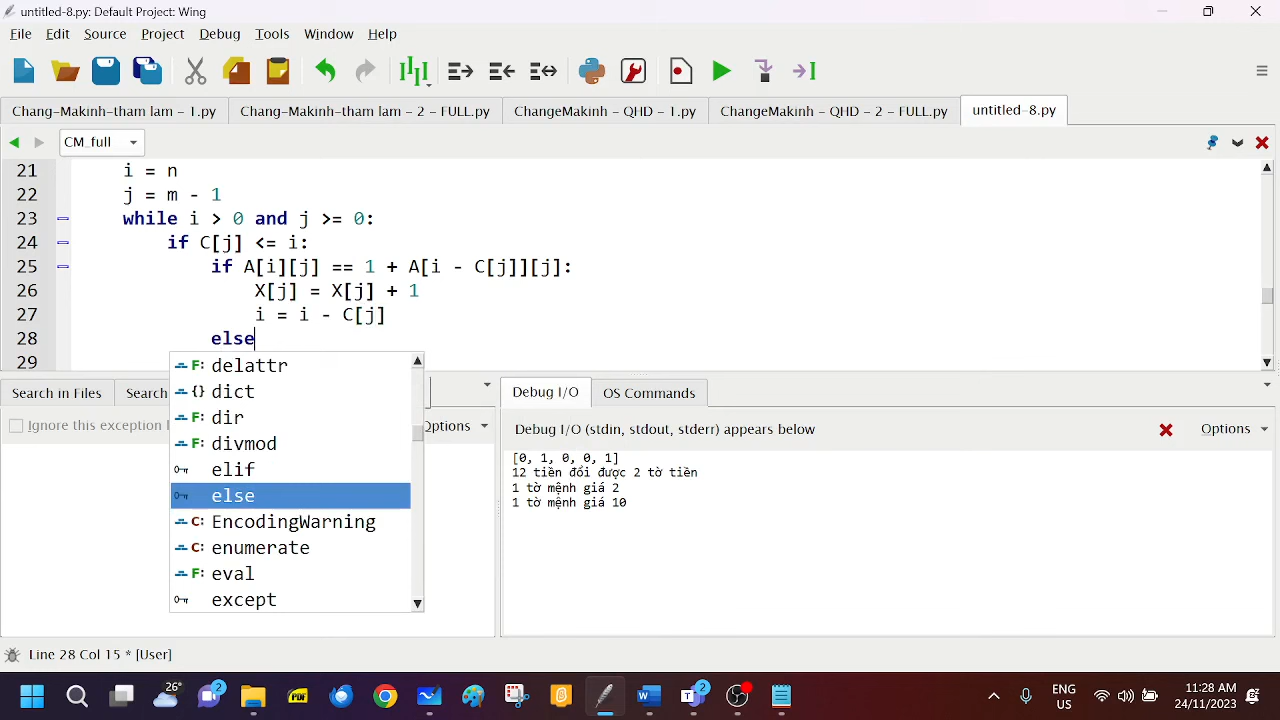 untitled-8.py: Default Project: Wing
File Edit Source Project Debug Tools Window Help
Chang-Makinh-tham lam - 1.py Chang-Makinh-tham lam - 2 - FULL.py ChangeMakinh - QHD - 1.py ChangeMakinh - QHD - 2 - FULL.py untitled-8.py
CM_full
21 i = n
22 j = m - 1
23 while i > 0 and j >= 0:
24 if C[j] <= i:
25 if A[i][j] == 1 + A[i - C[j]][j]:
26 X[j] = X[j] + 1
27 i = i - C[j]
28 else
29
F: delattr
{} dict
F: dir
F: divmod
elif
else
C: EncodingWarning
C: enumerate
F: eval
except
Search in Files Search
Ignore this exception Options
Debug I/O OS Commands
Debug I/O (stdin, stdout, stderr) appears below Options
[0, 1, 0, 0, 1]
12 tiền đổi được 2 tờ tiền
1 tờ mệnh giá 2
1 tờ mệnh giá 10
Line 28 Col 15 * [User]
26°
2
PDF
2
ENG
US
11:28 AM
24/11/2023